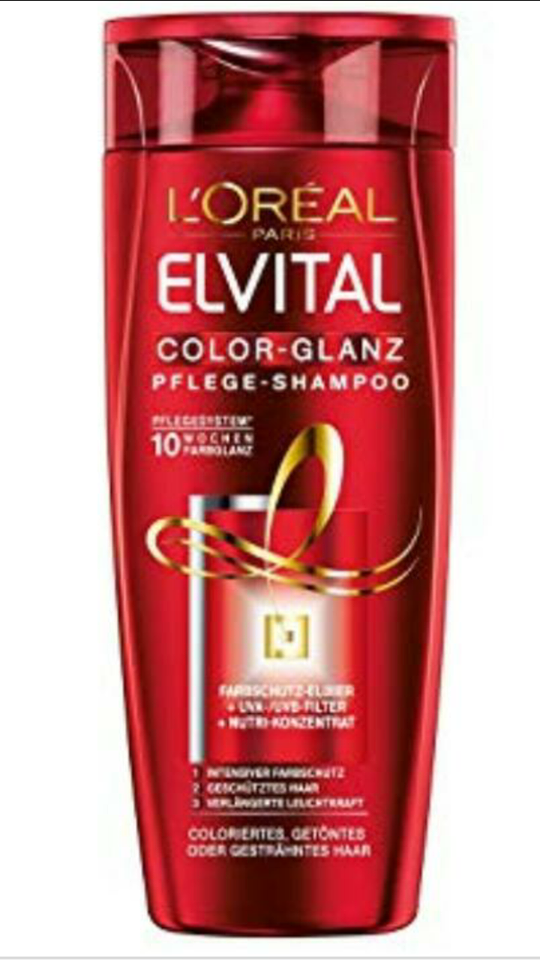 L'ORÉAL
PARIS
ELVITAL
COLOR-GLANZ
PFLEGE-SHAMPOO
PFLEGESYSTEM*
10 WOCHEN
FARBGLANZ
3
FARBSCHUTZ-ELIXIER
+ UVA-/UVB-FILTER
+ NUTRI-KONZENTRAT
1 INTENSIVER FARBSCHUTZ
2 GESCHÜTZTES HAAR
3 VERLÄNGERTE LEUCHTKRAFT
COLORIERTES, GETÖNTES
ODER GESTRÄHNTES HAAR